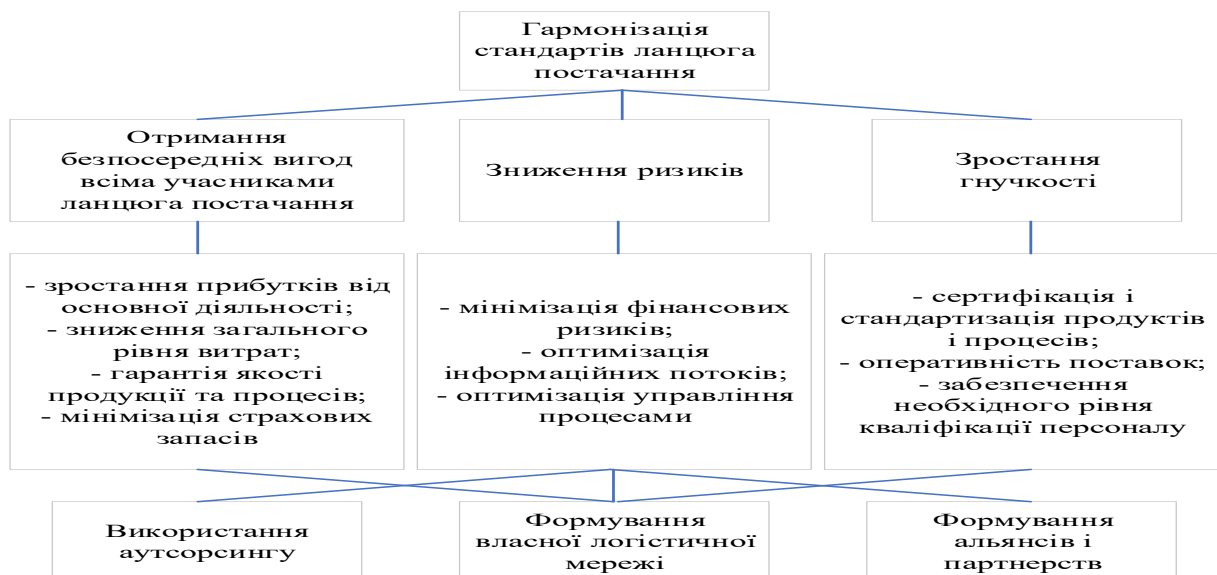 Гармонізація
стандартів ланцюга
постачання
Отримання
безпосередніх вигод
всіма учасниками
ланцюга постачання
Зниження ризиків
Зростання
гнучкості
- зростання прибутків від
основної діяльності;
- зниження загального
рівня витрат;
- гарантія якості
продукції та процесів;
- мінімізація страхових
запасів
- мінімізація фінансових
ризиків;
- оптимізація
інформаційних потоків;
- оптимізація управління
процесами
- сертифікація і
стандартизація продуктів
і процесів;
- оперативність поставок;
- забезпечення
необхідного рівня
кваліфікації персоналу
Використання
аутсорсингу
Формування
власної логістичної
мережі
Формування
альянсів і
партнерств